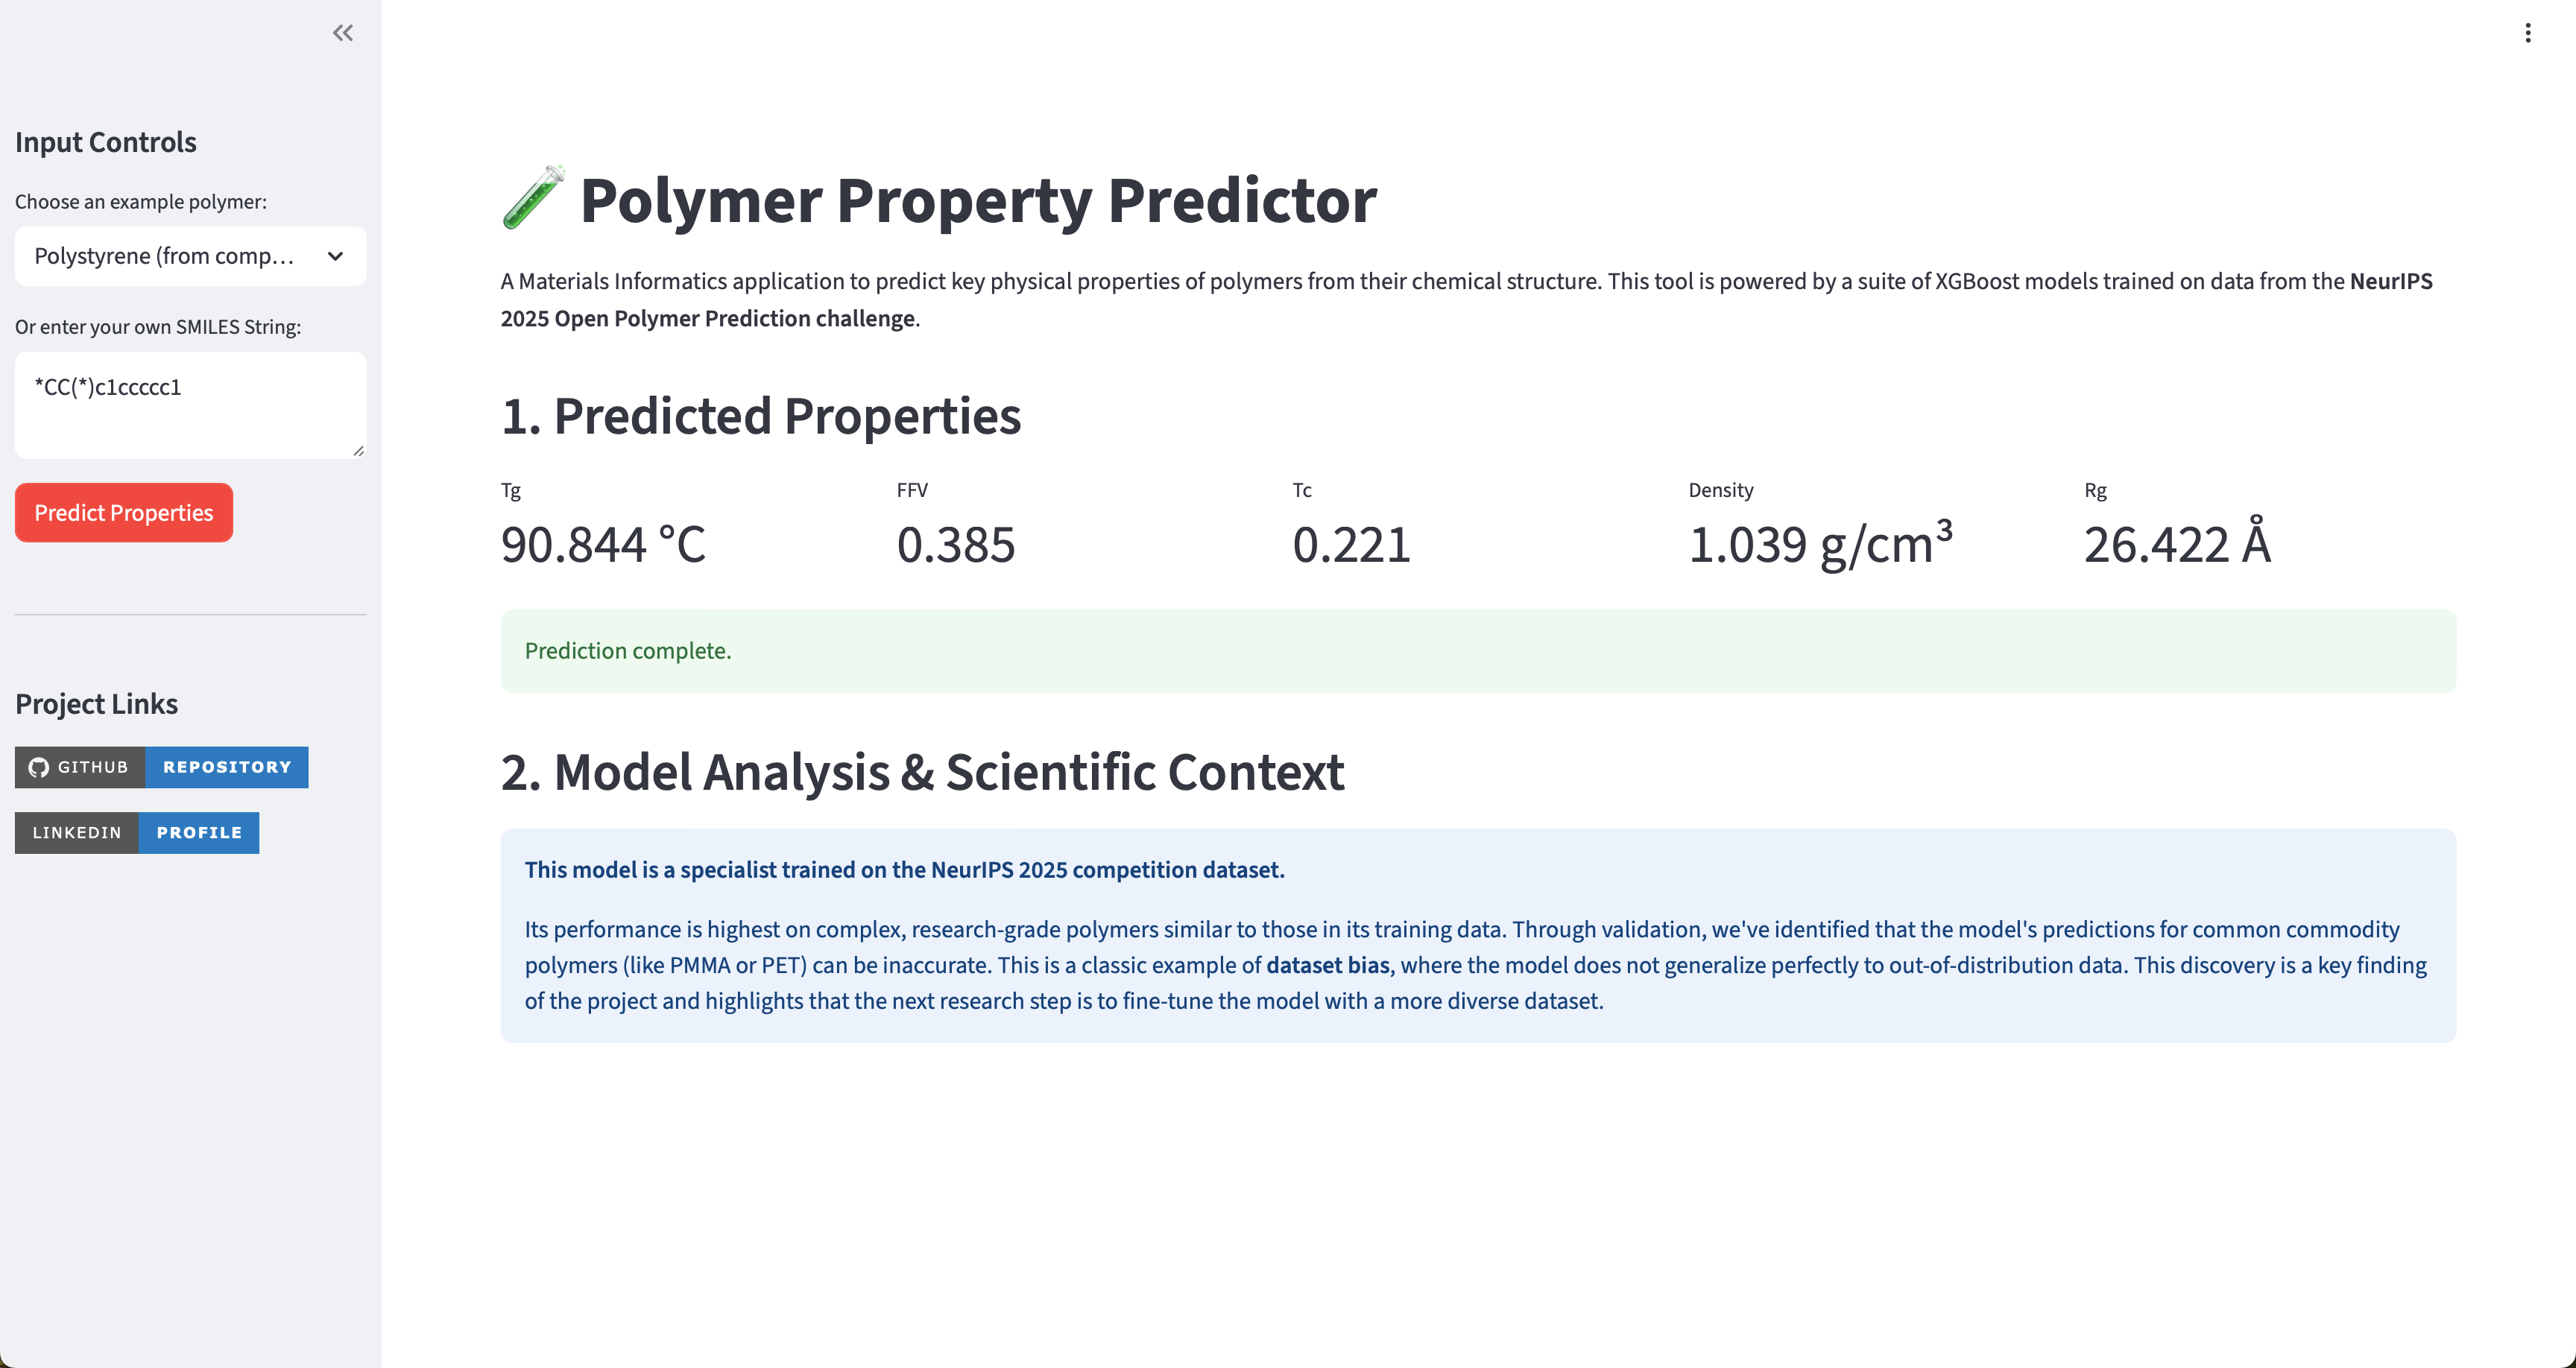 Input Controls
Choose an example polymer:
Polystyrene (from comp...
Or enter your own SMILES String:
*CC(*)c1ccccc1
Predict Properties
Project Links
GITHUB REPOSITORY
LINKEDIN PROFILE
Polymer Property Predictor
A Materials Informatics application to predict key physical properties of polymers from their chemical structure. This tool is powered by a suite of XGBoost models trained on data from the NeurIPS
2025 Open Polymer Prediction challenge.
1. Predicted Properties
Tg FFV Tc Density Rg
90.844 °C 0.385 0.221 1.039 g/cm³ 26.422 Å
Prediction complete.
2. Model Analysis & Scientific Context
This model is a specialist trained on the NeurIPS 2025 competition dataset.
Its performance is highest on complex, research-grade polymers similar to those in its training data. Through validation, we've identified that the model's predictions for common commodity
polymers (like PMMA or PET) can be inaccurate. This is a classic example of dataset bias, where the model does not generalize perfectly to out-of-distribution data. This discovery is a key finding
of the project and highlights that the next research step is to fine-tune the model with a more diverse dataset.